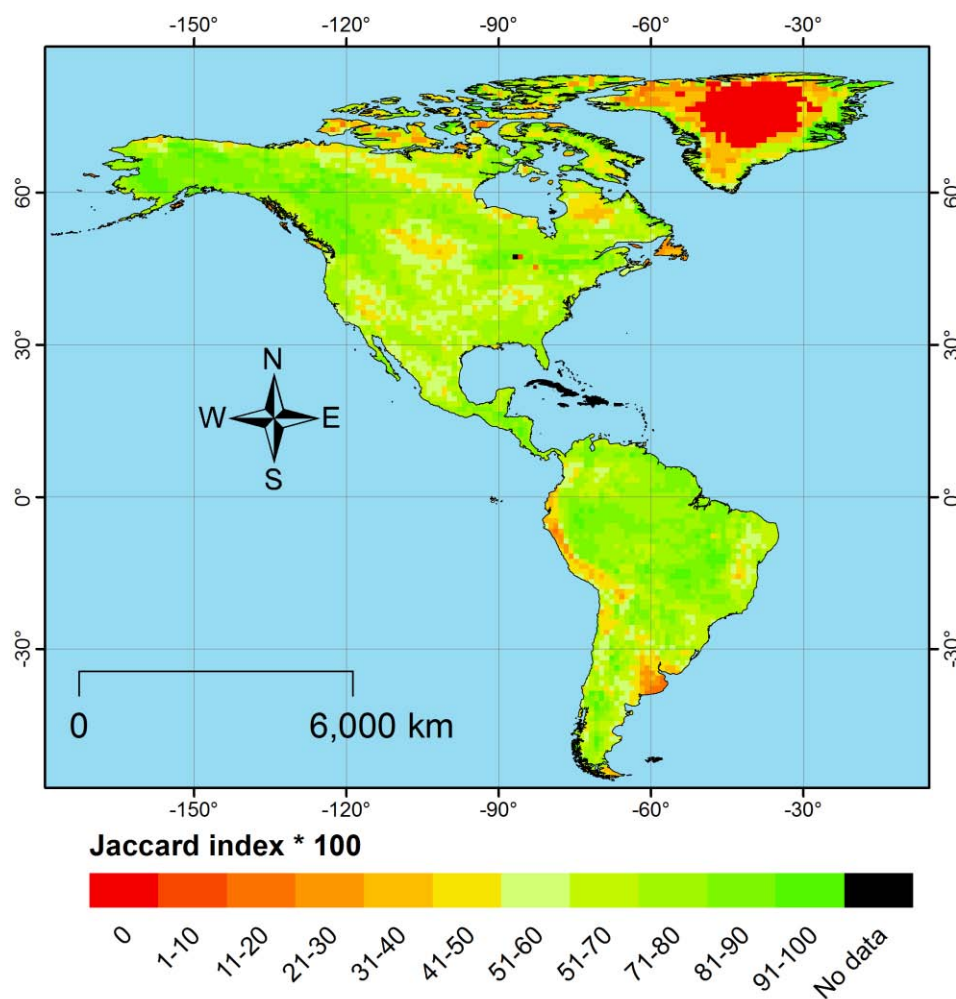 -150° -120° -90° -60° -30°
60° 60°
30° 30°
N
W E
S
0° 0°
-30° -30°
0 6,000 km
-150° -120° -90° -60° -30°
Jaccard index * 100
0 1-10 11-20 21-30 31-40 41-50 51-60 51-70 71-80 81-90 91-100 No data